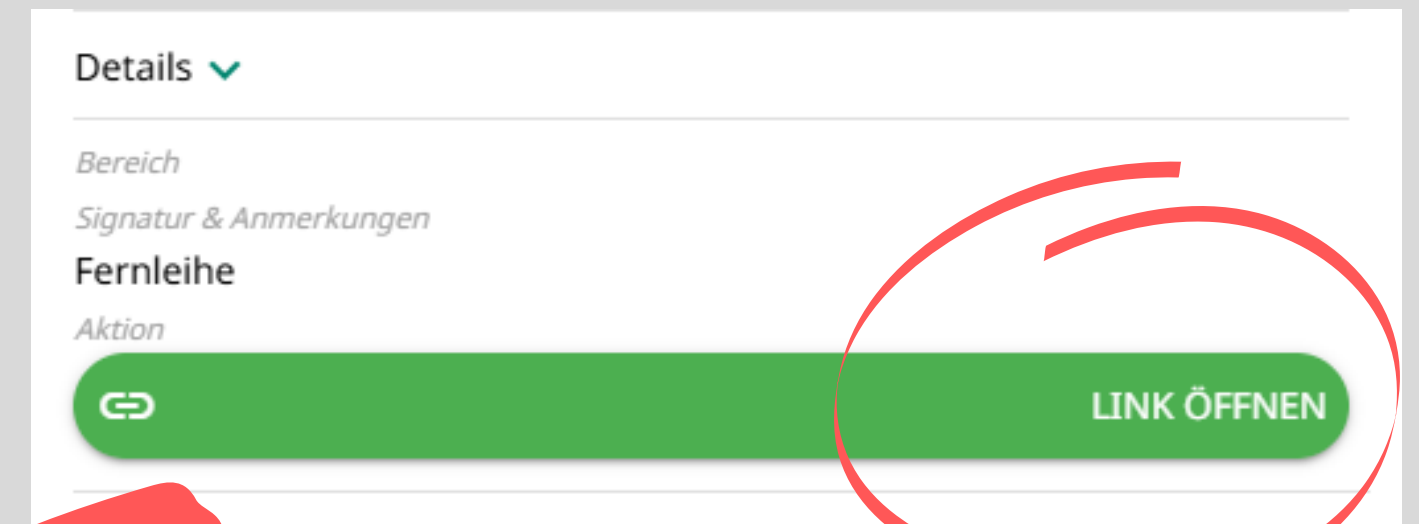 Details
Bereich
Signatur & Anmerkungen
Fernleihe
Aktion
LINK ÖFFNEN